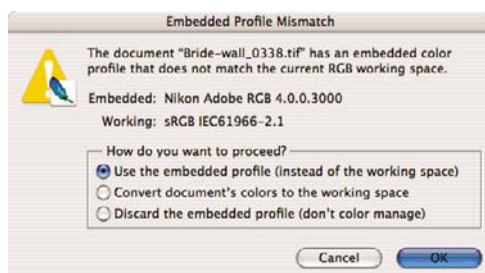 Embedded Profile Mismatch
The document "Bride-wall_0338.tif" has an embedded color
profile that does not match the current RGB working space.
Embedded: Nikon Adobe RGB 4.0.0.3000
Working: sRGB IEC61966-2.1
How do you want to proceed?
Use the embedded profile (instead of the working space)
Convert document's colors to the working space
Discard the embedded profile (don't color manage)
Cancel
OK